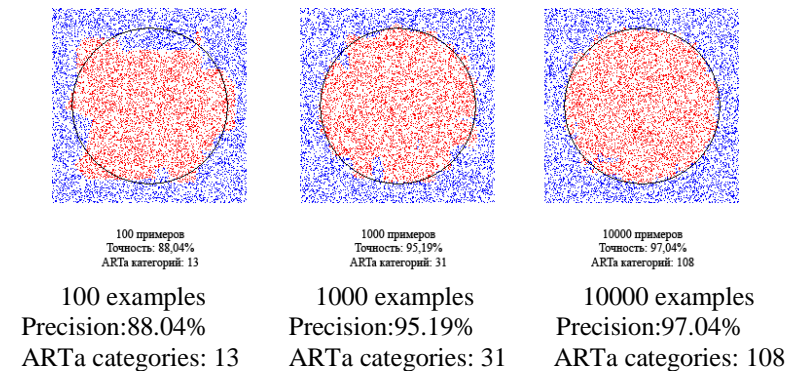 100 примеров
Точность: 88,04%
ARTa категорий: 13
1000 примеров
Точность: 95,19%
ARTa категорий: 31
10000 примеров
Точность: 97,04%
ARTa категорий: 108
100 examples
Precision:88.04%
ARTa categories: 13
1000 examples
Precision:95.19%
ARTa categories: 31
10000 examples
Precision:97.04%
ARTa categories: 108